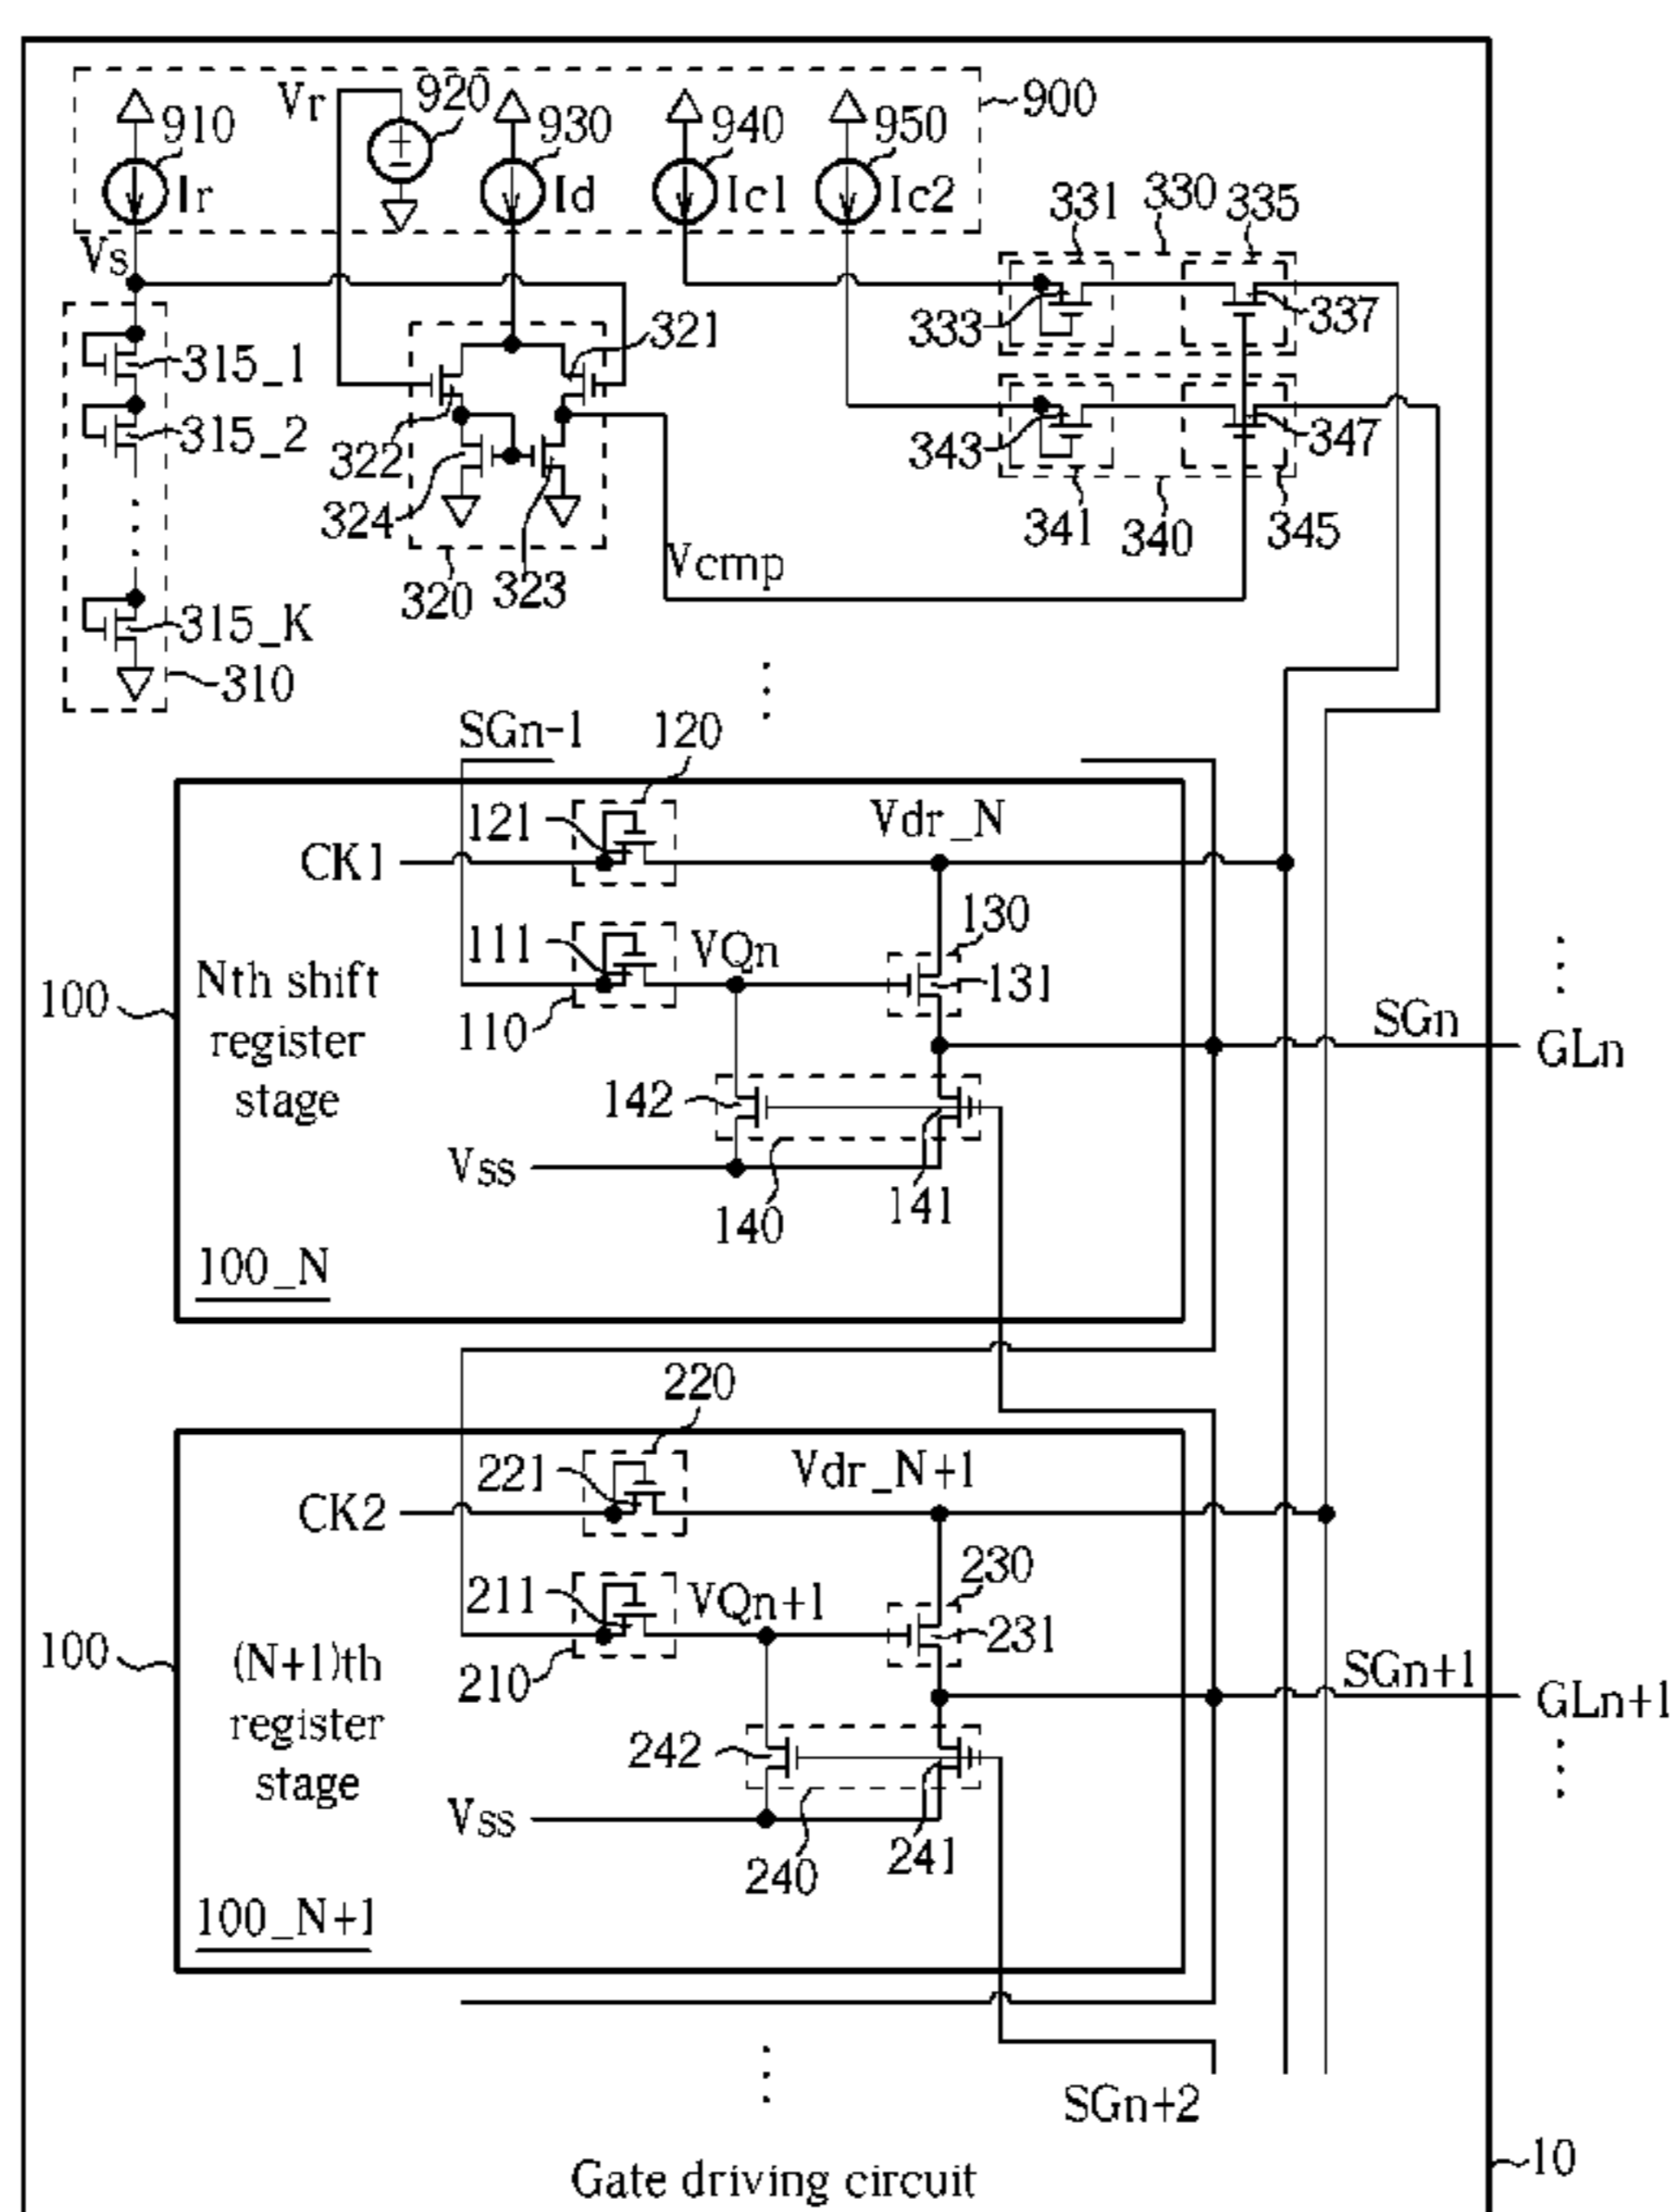 Vr
920
910
930
940
950
900
Ir
Id
Ic1
Ic2
Vs
331
330
335
321
333
337
315_1
315_2
322
343
347
324
341
340
345
320
323
Vcmp
315_K
310
SGn-1
120
121
Vdr_N
CK1
111
VQn
130
131
100
Nth shift
register
stage
110
SGn
GLn
142
Vss
140
141
100_N
220
221
Vdr_N+1
CK2
211
VQn+1
230
231
100
(N+1)th
register
stage
210
SGn+1
GLn+1
242
Vss
240
241
100_N+1
SGn+2
10
Gate driving circuit